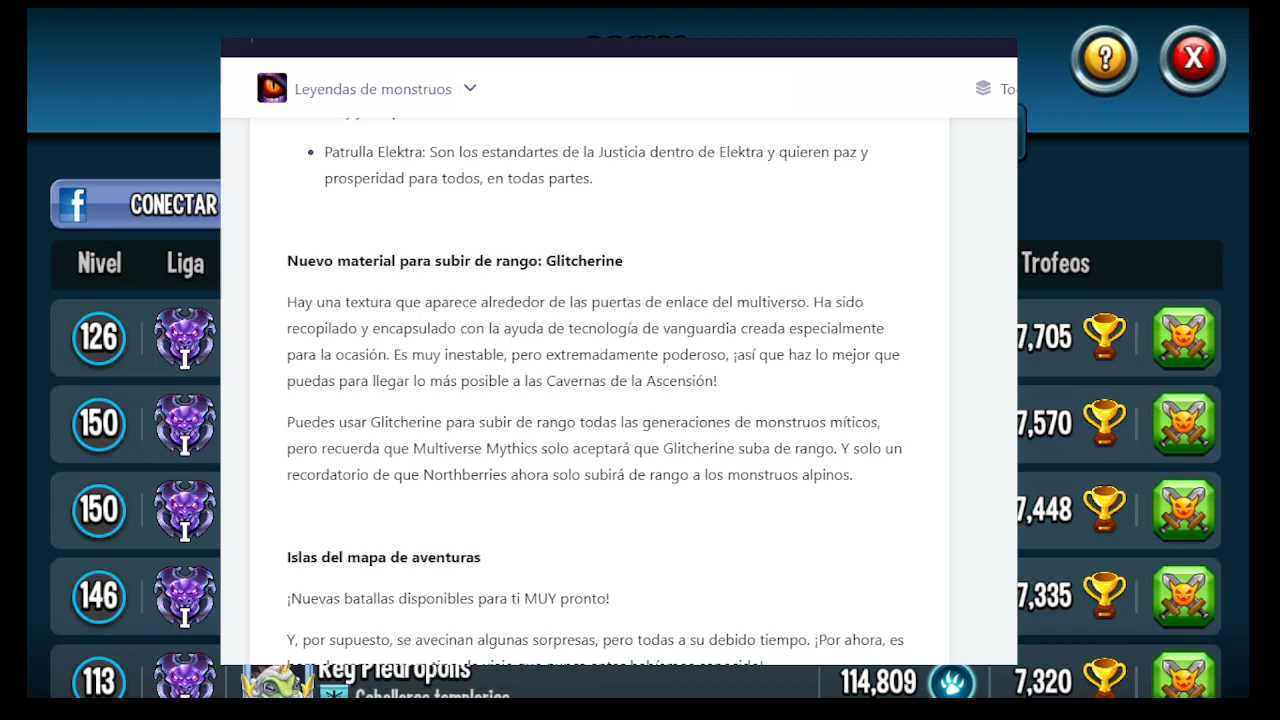 ?
X
Leyendas de monstruos
CONECTAR
Nivel
Liga
Trofeos
• Patrulla Elektra: Son los estandartes de la Justicia dentro de Elektra y quieren paz y
prosperidad para todos, en todas partes.
Nuevo material para subir de rango: Glitcherine
Hay una textura que aparece alrededor de las puertas de enlace del multiverso. Ha sido
recopilado y encapsulado con la ayuda de tecnología de vanguardia creada especialmente
para la ocasión. Es muy inestable, pero extremadamente poderoso, ¡así que haz lo mejor que
puedas para llegar lo más posible a las Cavernas de la Ascensión!
Puedes usar Glitcherine para subir de rango todas las generaciones de monstruos míticos,
pero recuerda que Multiverse Mythics solo aceptará que Glitcherine suba de rango. Y solo un
recordatorio de que Northberries ahora solo subirá de rango a los monstruos alpinos.
Islas del mapa de aventuras
¡Nuevas batallas disponibles para ti MUY pronto!
Y, por supuesto, se avecinan algunas sorpresas, pero todas a su debido tiempo. ¡Por ahora, es
126 I 7,705
150 I 7,570
150 I 7,448
146 I 7,335
113 Rey Pleuropolis 114,809 7,320
Caballeros templarios